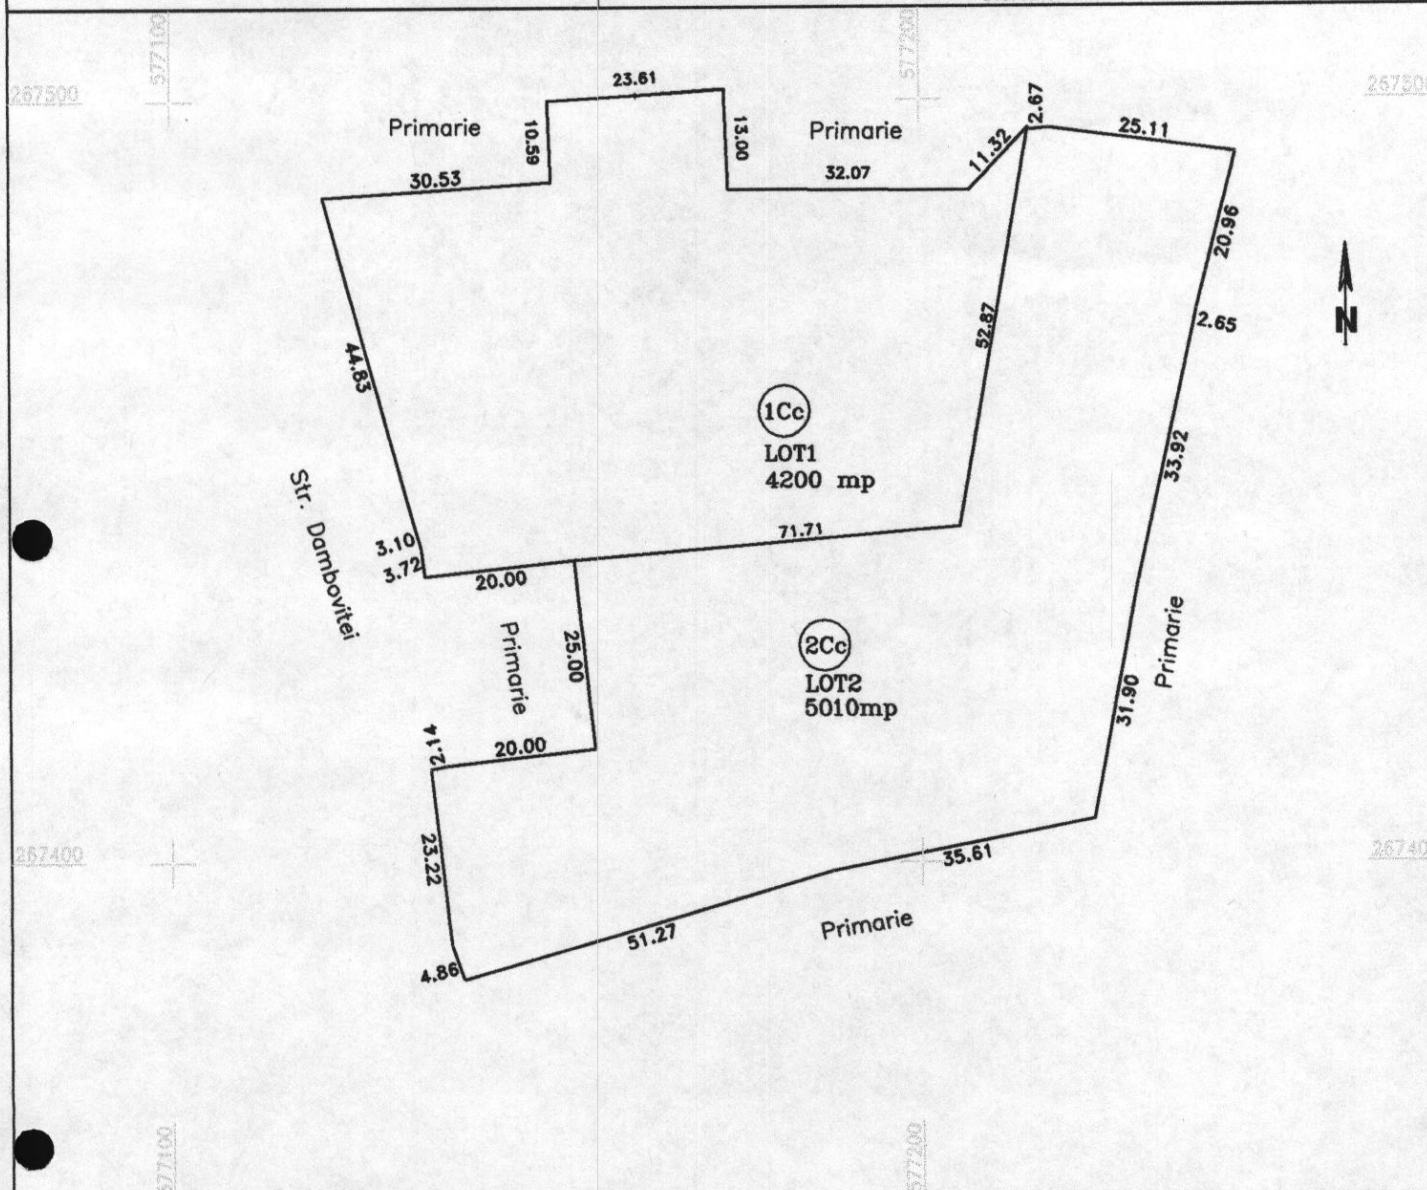 577100
577200
267500
267500
23.61
2.67
Primarie
10.59
13.00
Primarie
25.11
11.32
30.53
32.07
20.96
52.87
2.65
N
44.83
1Cc
LOT1
4200 mp
33.92
Str. Dambovitei
3.10
71.71
3.72
20.00
Primarie
25.00
2Cc
LOT2
5010mp
Primarie
31.90
2.14
20.00
267400
23.22
35.61
Primarie
51.27
4.86
577100
577200